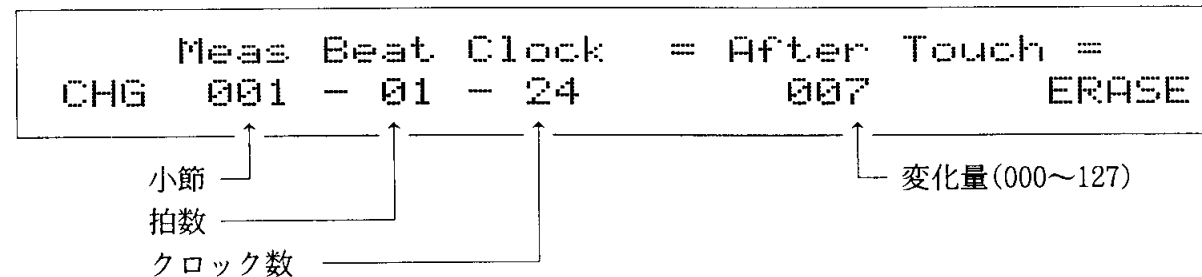 Meas Beat Clock = After Touch =
CHG 001 - 01 - 24 007 ERASE
小節
変化量(000～127)
拍数
クロック数